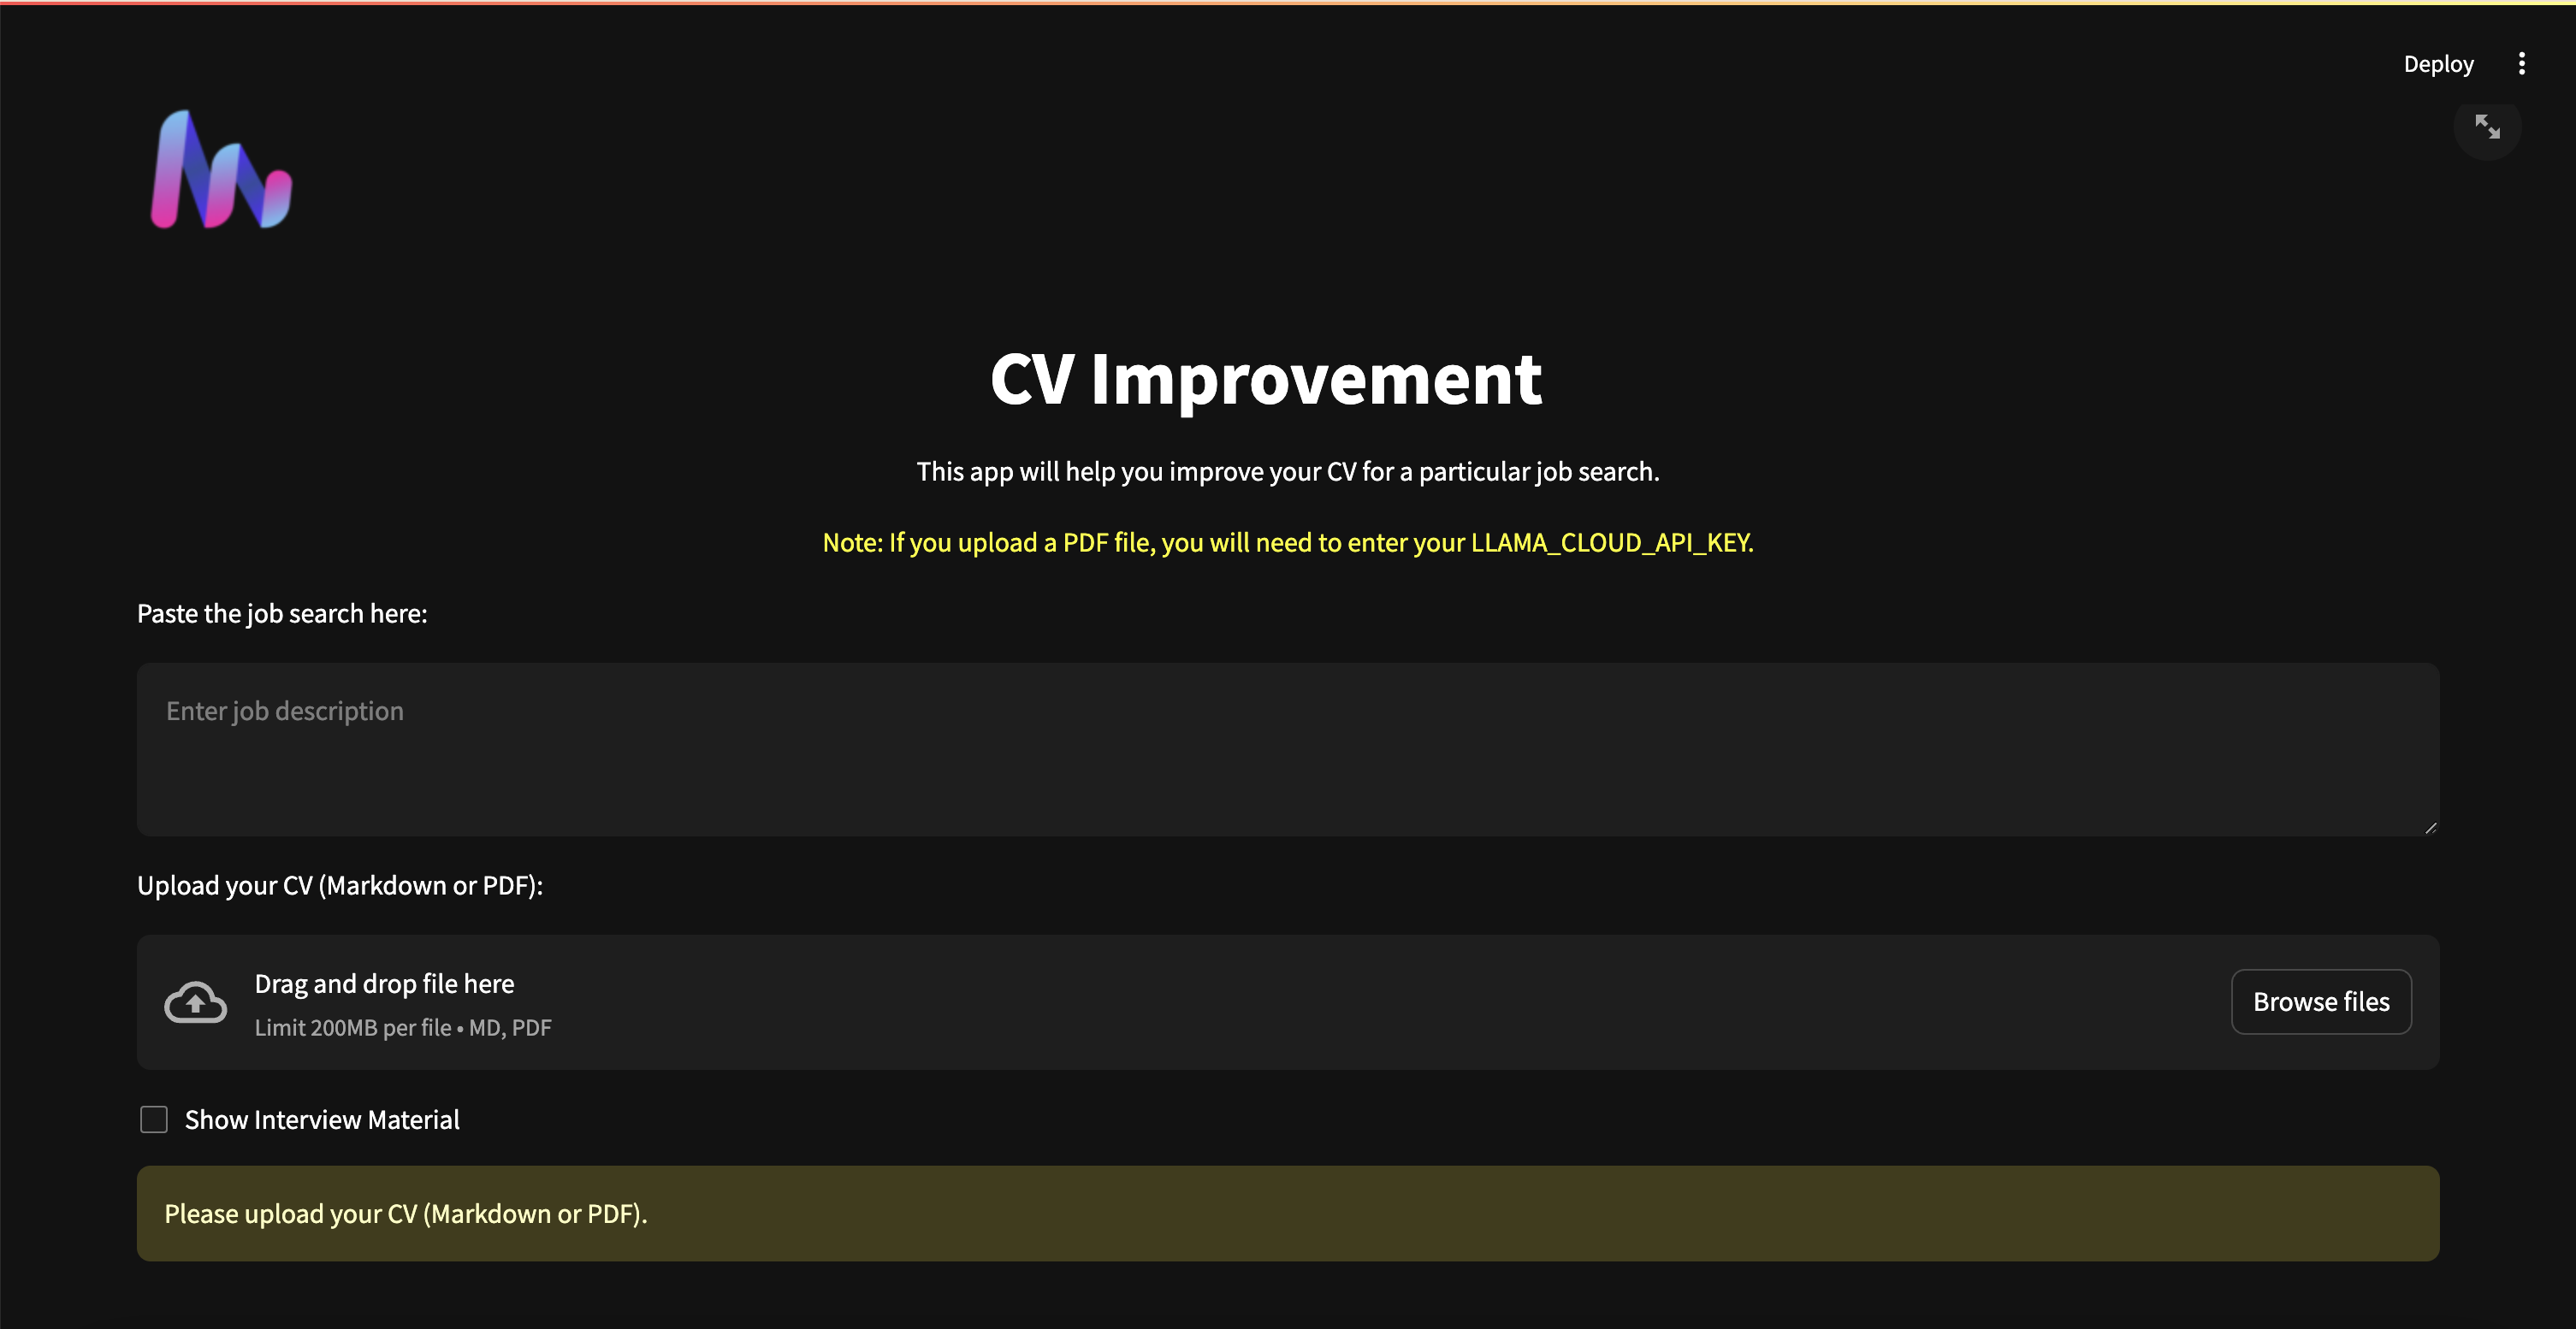 Deploy
CV Improvement
This app will help you improve your CV for a particular job search.
Note: If you upload a PDF file, you will need to enter your LLAMA_CLOUD_API_KEY.
Paste the job search here:
Enter job description
Upload your CV (Markdown or PDF):
Drag and drop file here
Limit 200MB per file • MD, PDF
Browse files
Show Interview Material
Please upload your CV (Markdown or PDF).